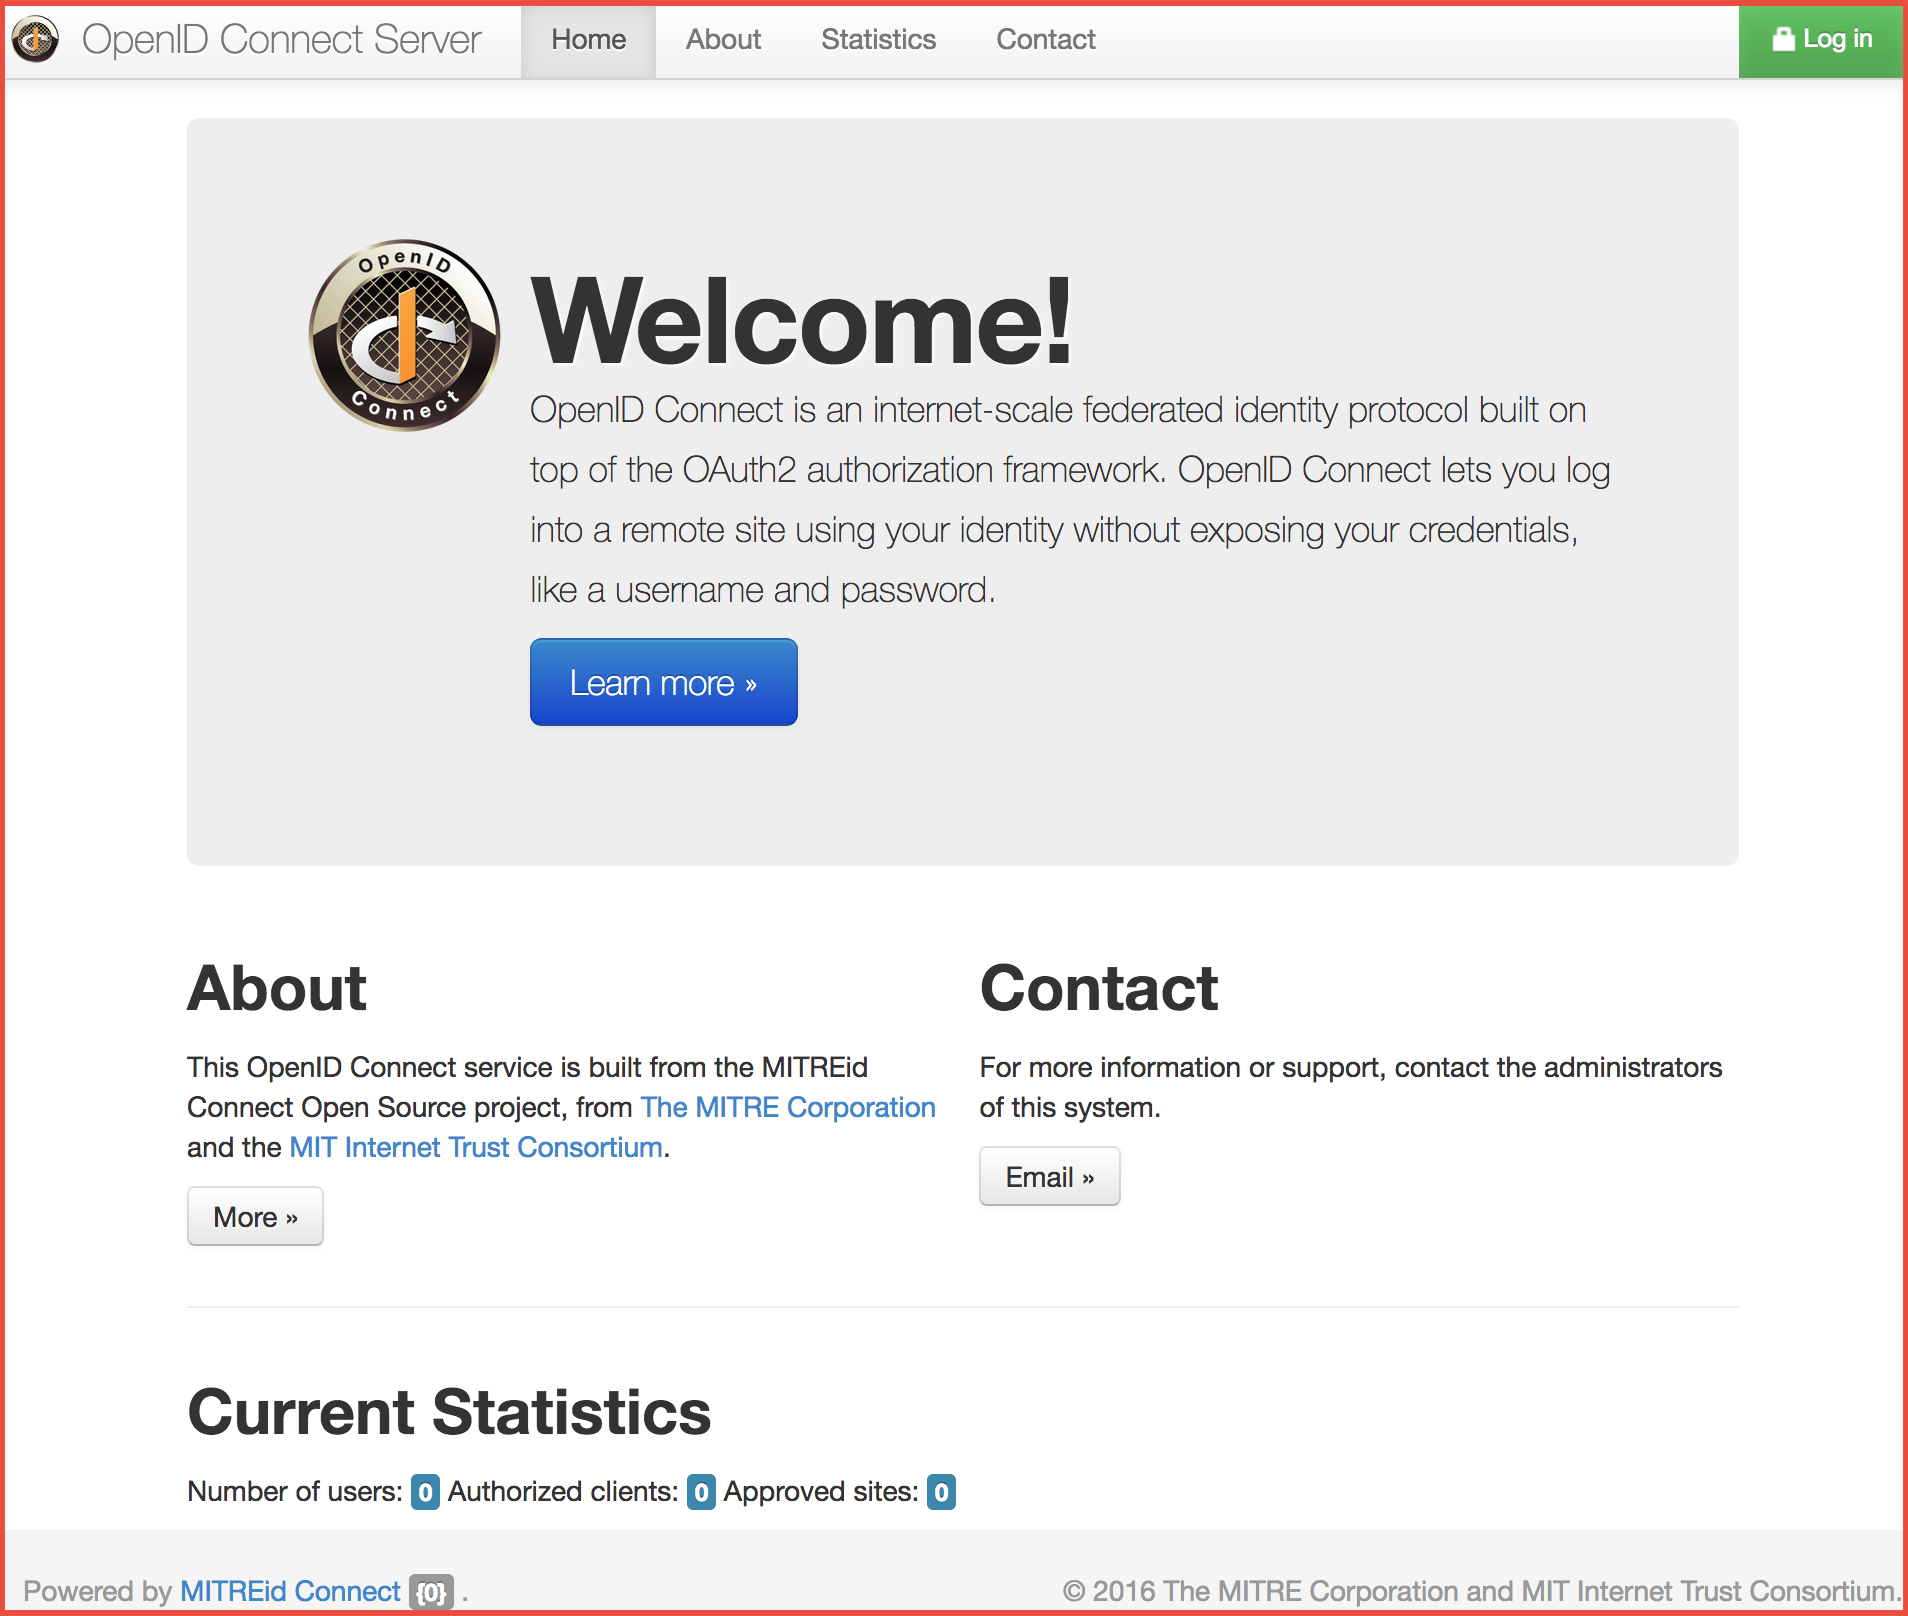 OpenID Connect Server Home About Statistics Contact Log in
OpenID
Connect
Welcome!
OpenID Connect is an internet-scale federated identity protocol built on
top of the OAuth2 authorization framework. OpenID Connect lets you log
into a remote site using your identity without exposing your credentials,
like a username and password.
Learn more »
About
This OpenID Connect service is built from the MITREid
Connect Open Source project, from The MITRE Corporation
and the MIT Internet Trust Consortium.
More »
Contact
For more information or support, contact the administrators
of this system.
Email »
Current Statistics
Number of users: 0 Authorized clients: 0 Approved sites: 0
Powered by MITREid Connect {0} .
© 2016 The MITRE Corporation and MIT Internet Trust Consortium.